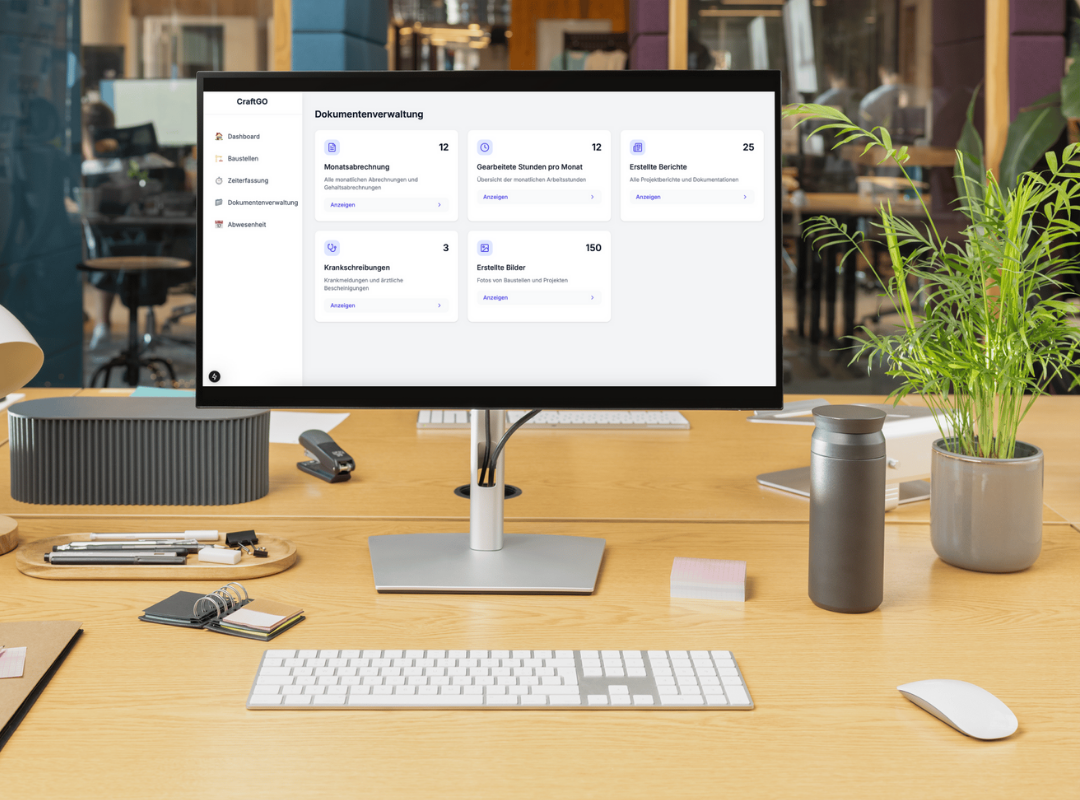 CraftGO
Dashboard
Baustellen
Zeiterfassung
Dokumentenverwaltung
Abwesenheit
Dokumentenverwaltung
12
Monatsabrechnung
Alle monatlichen Abrechnungen und
Gehaltsabrechnungen
Anzeigen
12
Gearbeitete Stunden pro Monat
Übersicht der monatlichen Arbeitsstunden
Anzeigen
25
Erstellte Berichte
Alle Projektberichte und Dokumentationen
Anzeigen
3
Krankschreibungen
Krankmeldungen und ärztliche
Bescheinigungen
Anzeigen
150
Erstellte Bilder
Fotos von Baustellen und Projekten
Anzeigen